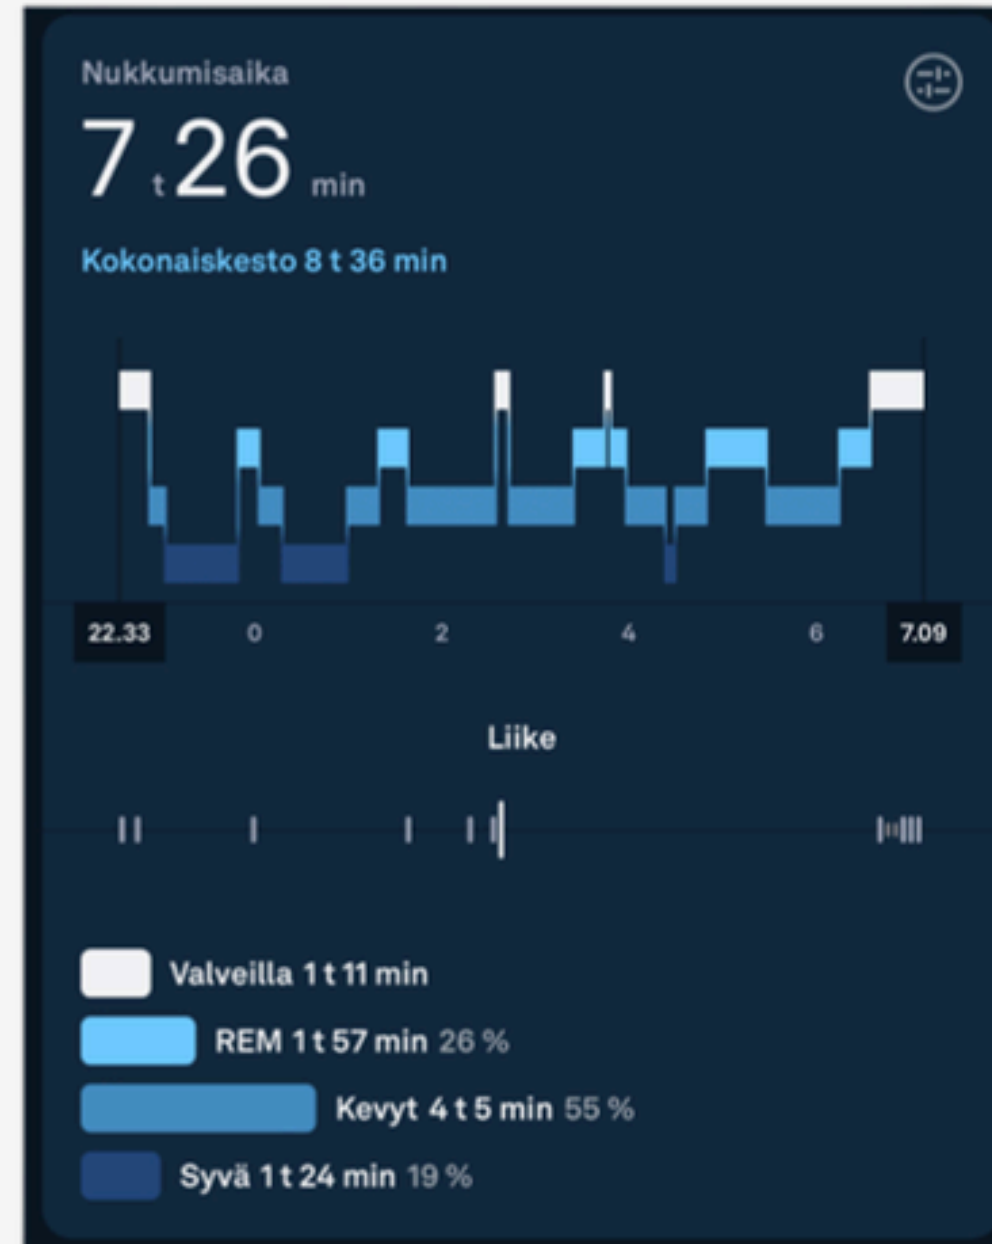 Nukkumisaika
7 t 26 min
Kokonaiskesto 8 t 36 min
22.33 0 2 4 6 7.09
Liike
Valveilla 1 t 11 min
REM 1 t 57 min 26 %
Kevyt 4 t 5 min 55 %
Syvä 1 t 24 min 19 %